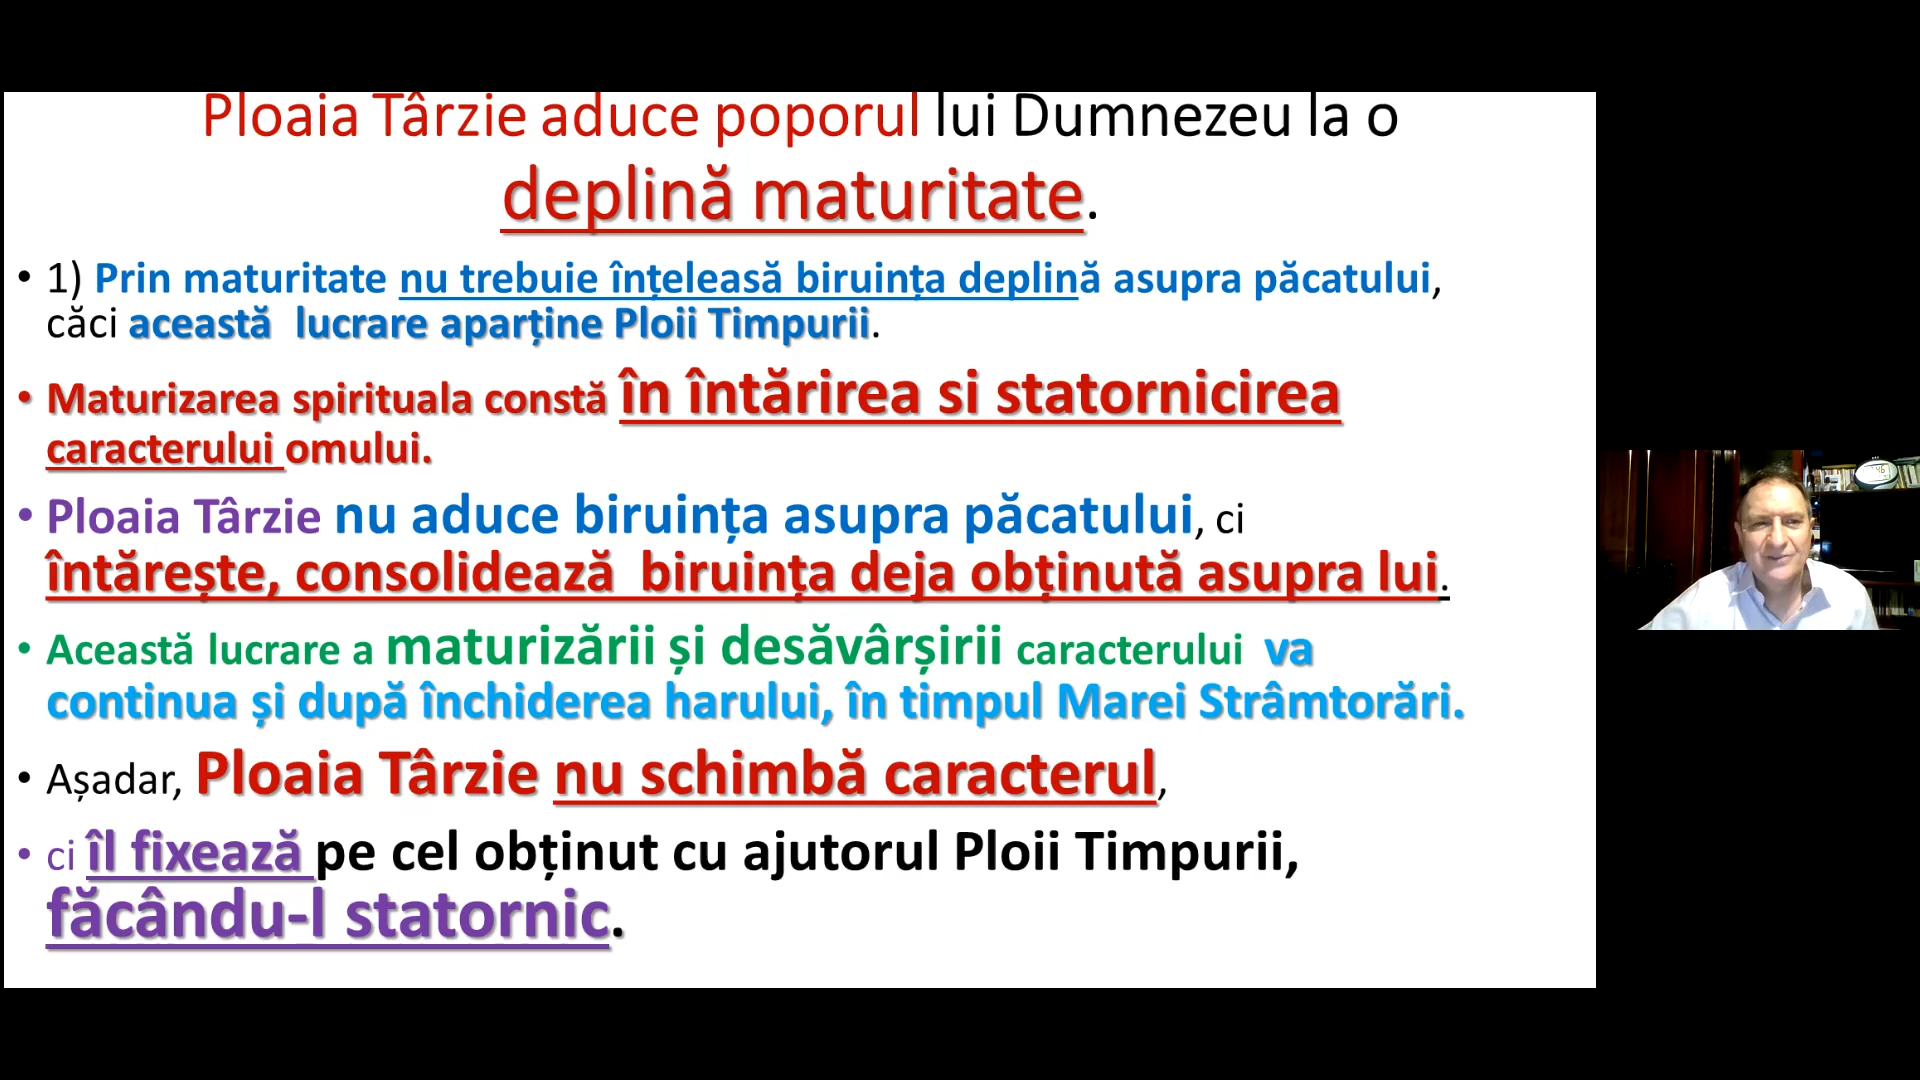 Ploaia Târzie aduce poporul lui Dumnezeu la o
deplină maturitate.
• 1) Prin maturitate nu trebuie înțeleasă biruința deplină asupra păcatului,
căci această lucrare aparține Ploii Timpurii.
• Maturizarea spirituala constă în întărirea si statornicirea
caracterului omului.
• Ploaia Târzie nu aduce biruința asupra păcatului, ci
întărește, consolidează biruința deja obținută asupra lui.
• Această lucrare a maturizării și desăvârșirii caracterului va
continua și după închiderea harului, în timpul Marei Strâmtorări.
• Așadar, Ploaia Târzie nu schimbă caracterul,
• ci îl fixează pe cel obținut cu ajutorul Ploii Timpurii,
făcându-l statornic.